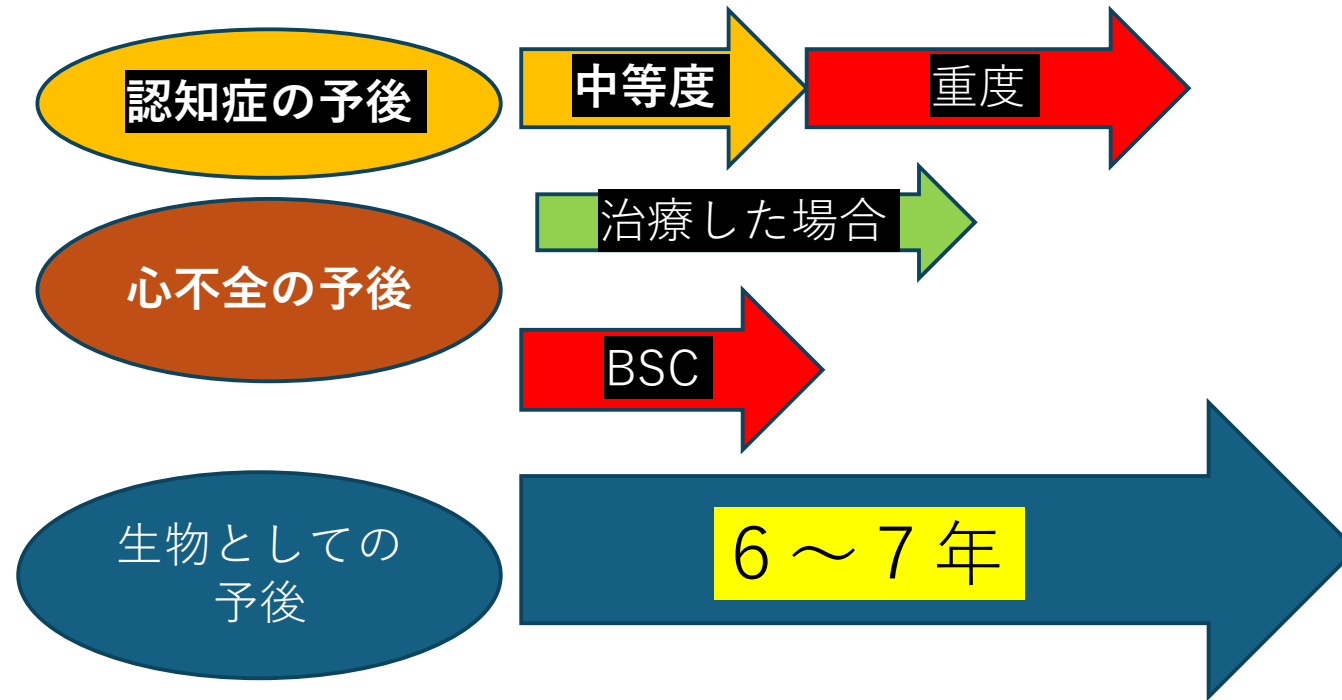 認知症の予後
中等度
重度
治療した場合
心不全の予後
BSC
生物としての
予後
６～７年